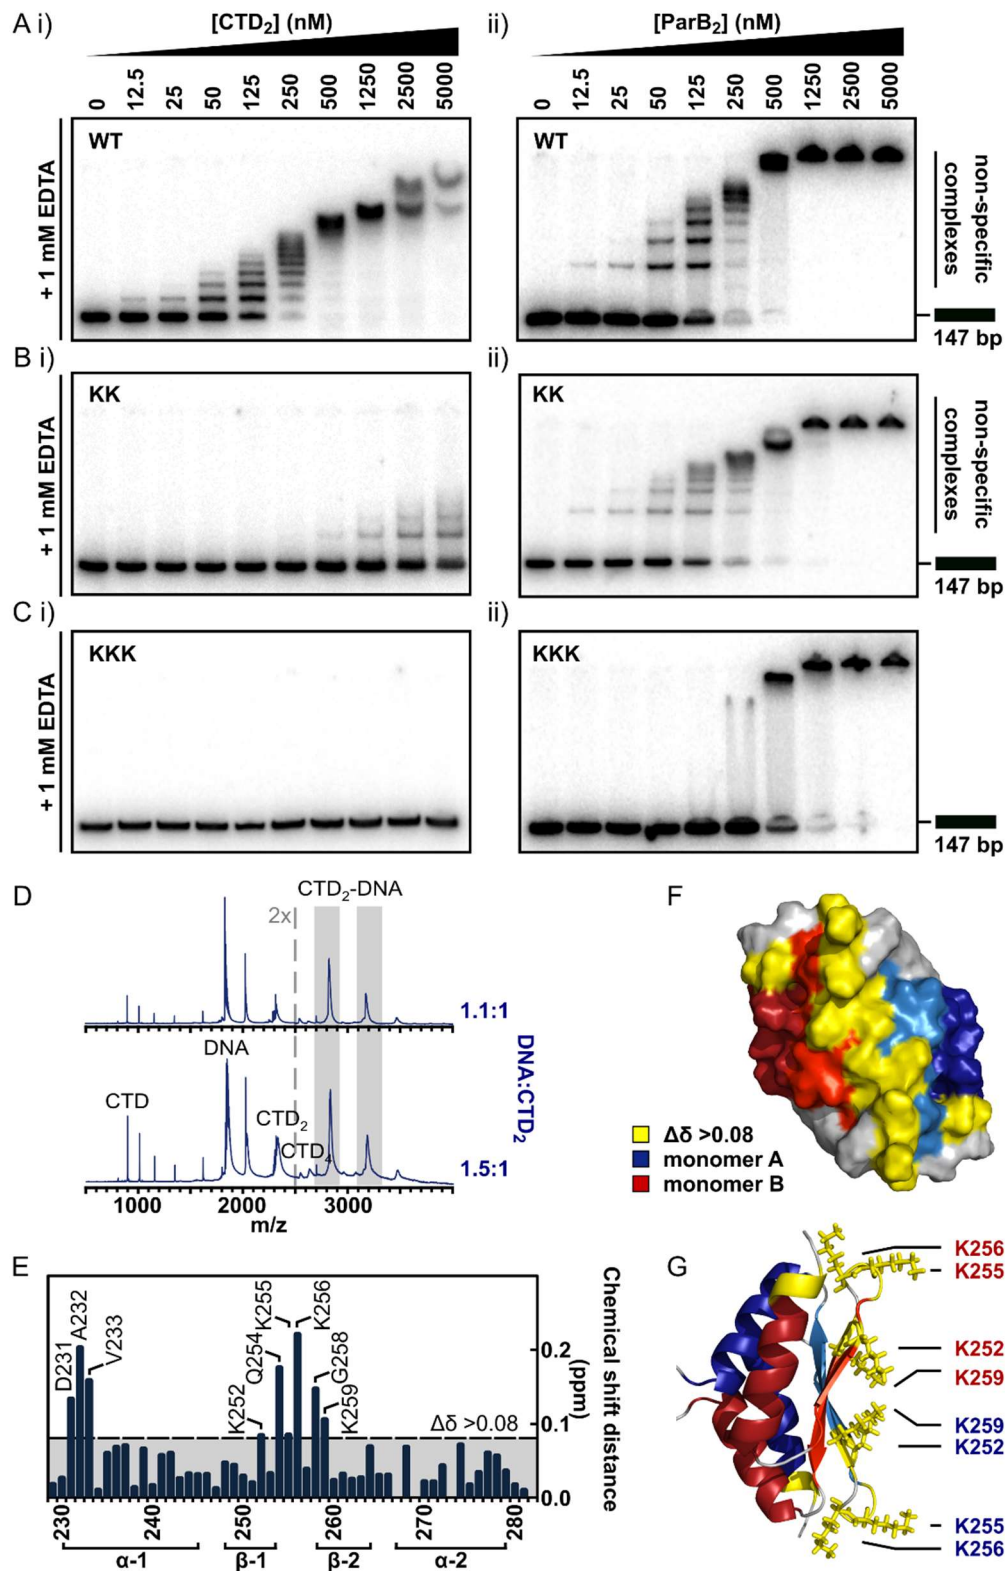 A i)
[CTD₂] (nM)
0 12.5 25 50 125 250 500 1250 2500 5000
+ 1 mM EDTA
WT
ii)
[ParB₂] (nM)
0 12.5 25 50 125 250 500 1250 2500 5000
non-specific
complexes
147 bp
B i)
+ 1 mM EDTA
KK
ii)
KK
non-specific
complexes
147 bp
C i)
+ 1 mM EDTA
KKK
ii)
KKK
147 bp
D
CTD₂-DNA
2x
1.1:1
1000 2000 3000
DNA
CTD
CTD₂
CTD₄
1.5:1
DNA:CTD₂
1000 2000 3000
m/z
E
D231
A232
V233
K252
Q254
K255
K256
G258
K259
Δδ >0.08
0.2
0.1
0.0
(ppm)
Chemical shift distance
230 240 250 260 270 280
α-1 β-1 β-2 α-2
F
Δδ >0.08
monomer A
monomer B
G
K256
K255
K252
K259
K259
K252
K255
K256